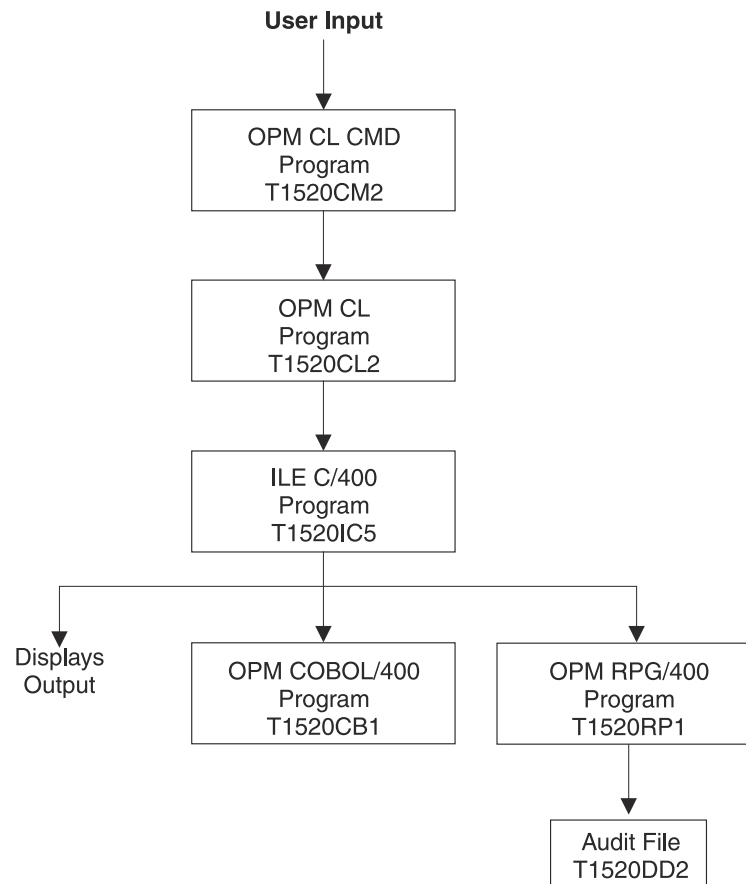 User Input
OPM CL CMD
Program
T1520CM2
OPM CL
Program
T1520CL2
ILE C/400
Program
T1520IC5
Displays
Output
OPM COBOL/400
Program
T1520CB1
OPM RPG/400
Program
T1520RP1
Audit File
T1520DD2